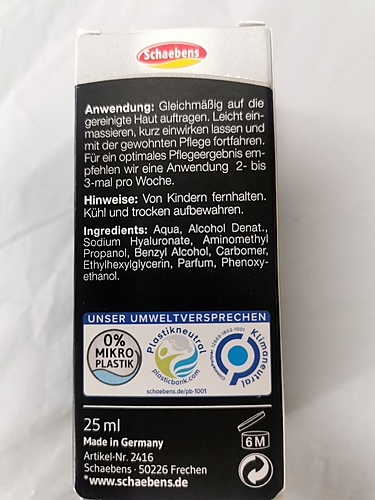 Schaebens
Anwendung: Gleichmäßig auf die
gereinigte Haut auftragen. Leicht ein-
massieren, kurz einwirken lassen und
mit der gewohnten Pflege fortfahren.
Für ein optimales Pflegeergebnis em-
pfehlen wir eine Anwendung 2- bis
3-mal pro Woche.
Hinweise: Von Kindern fernhalten.
Kühl und trocken aufbewahren.
Ingredients: Aqua, Alcohol Denat.,
Sodium Hyaluronate, Aminomethyl
Propanol, Benzyl Alcohol, Carbomer,
Ethylhexylglycerin, Parfum, Phenoxy-
ethanol.
UNSER UMWELTVERSPRECHEN
0%
MIKRO
PLASTIK
Plastikneutral
plasticbank.com
schaebens.de/pb-1001
Klimaneutral
25 ml
Made in Germany
Artikel-Nr. 2416
Schaebens · 50226 Frechen
*www.schaebens.de
6 M